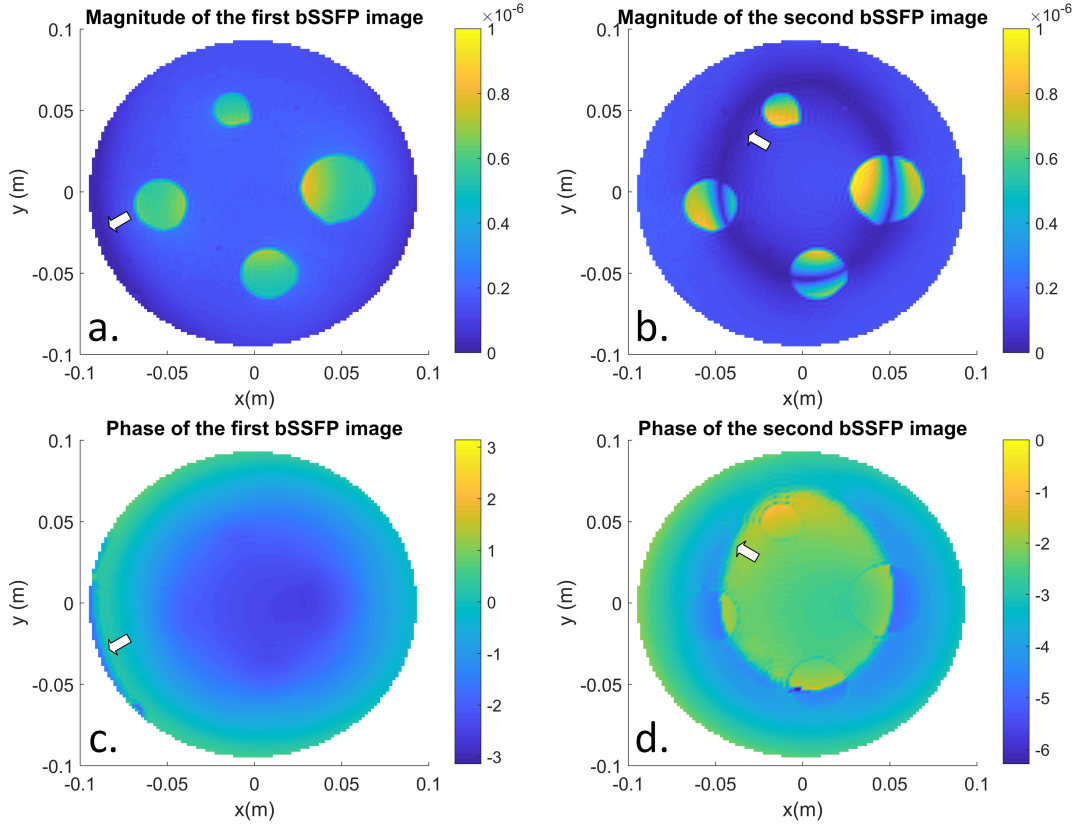 Magnitude of the first bSSFP image
×10^-6
0.1
0.05
0
-0.05
-0.1
y (m)
-0.1 -0.05 0 0.05 0.1
x(m)
1
0.8
0.6
0.4
0.2
0
a.
Magnitude of the second bSSFP image
×10^-6
0.1
0.05
0
-0.05
-0.1
y (m)
-0.1 -0.05 0 0.05 0.1
x(m)
1
0.8
0.6
0.4
0.2
0
b.
Phase of the first bSSFP image
0.1
0.05
0
-0.05
-0.1
y (m)
-0.1 -0.05 0 0.05 0.1
x(m)
3
2
1
0
-1
-2
-3
c.
Phase of the second bSSFP image
0.1
0.05
0
-0.05
-0.1
y (m)
-0.1 -0.05 0 0.05 0.1
x(m)
0
-1
-2
-3
-4
-5
-6
d.